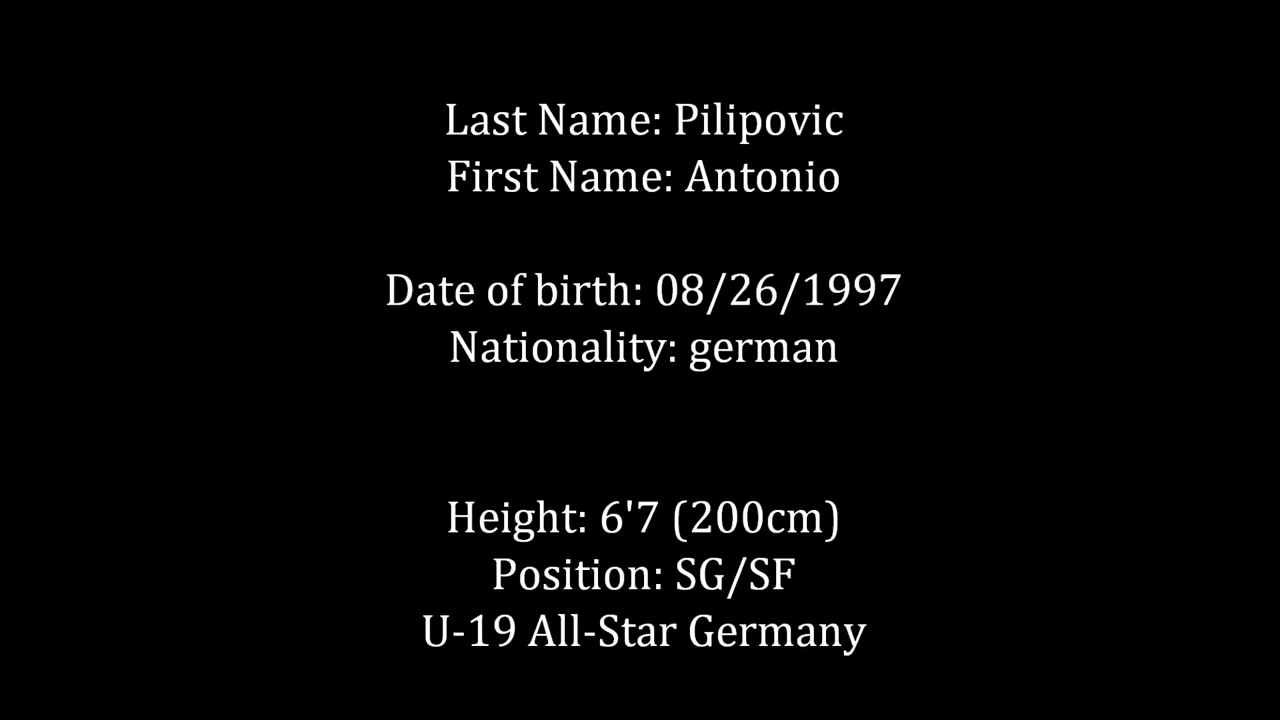 Last Name: Pilipovic
First Name: Antonio
Date of birth: 08/26/1997
Nationality: german
Height: 6'7 (200cm)
Position: SG/SF
U-19 All-Star Germany